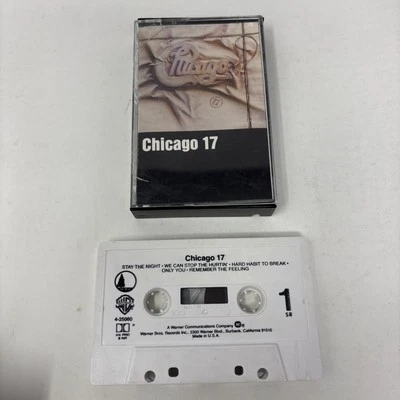 Chicago
Chicago 17
Chicago 17
STAY THE NIGHT • WE CAN STOP THE HURTIN' • HARD HABIT TO BREAK •
ONLY YOU • REMEMBER THE FEELING
4-25060
1
SR
A Warner Communications Company
Warner Bros. Records Inc., 3300 Warner Blvd., Burbank, California 91510
Made in U.S.A.